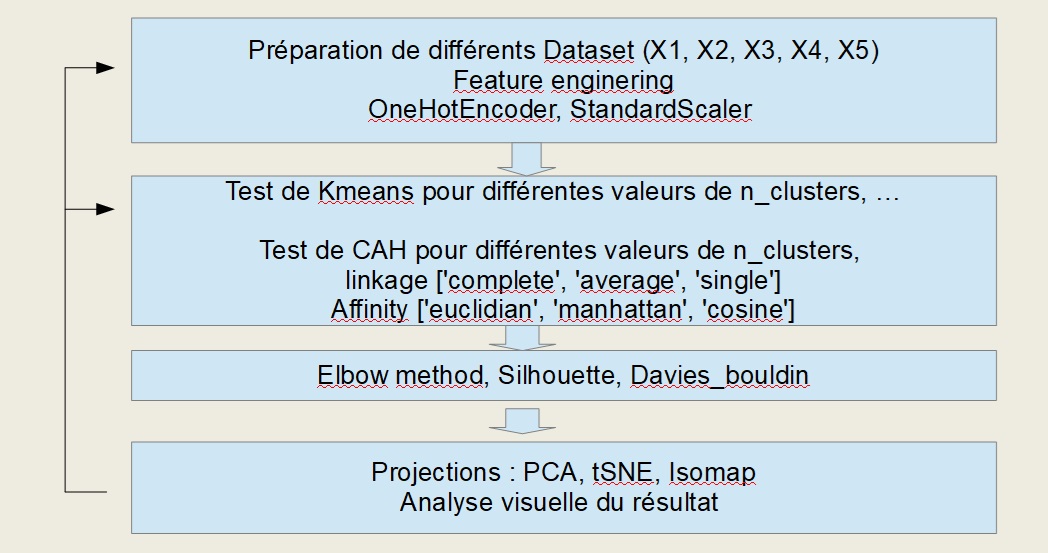 Préparation de différents Dataset (X1, X2, X3, X4, X5)
Feature enginering
OneHotEncoder, StandardScaler
Test de Kmeans pour différentes valeurs de n_clusters, …
Test de CAH pour différentes valeurs de n_clusters,
linkage ['complete', 'average', 'single']
Affinity ['euclidian', 'manhattan', 'cosine']
Elbow method, Silhouette, Davies_bouldin
Projections : PCA, tSNE, Isomap
Analyse visuelle du résultat